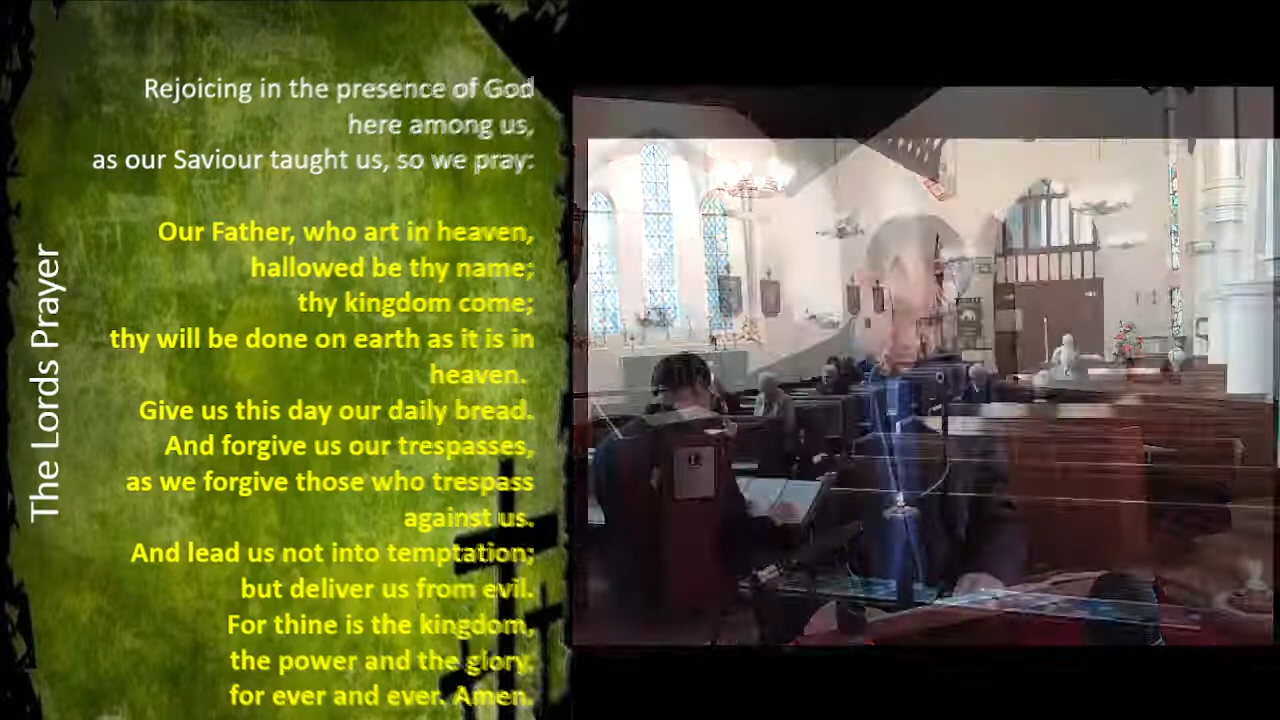 The Lords Prayer
Rejoicing in the presence of God
here among us,
as our Saviour taught us, so we pray:
Our Father, who art in heaven,
hallowed be thy name;
thy kingdom come;
thy will be done on earth as it is in
heaven.
Give us this day our daily bread.
And forgive us our trespasses,
as we forgive those who trespass
against us.
And lead us not into temptation;
but deliver us from evil.
For thine is the kingdom,
the power and the glory,
for ever and ever. Amen.